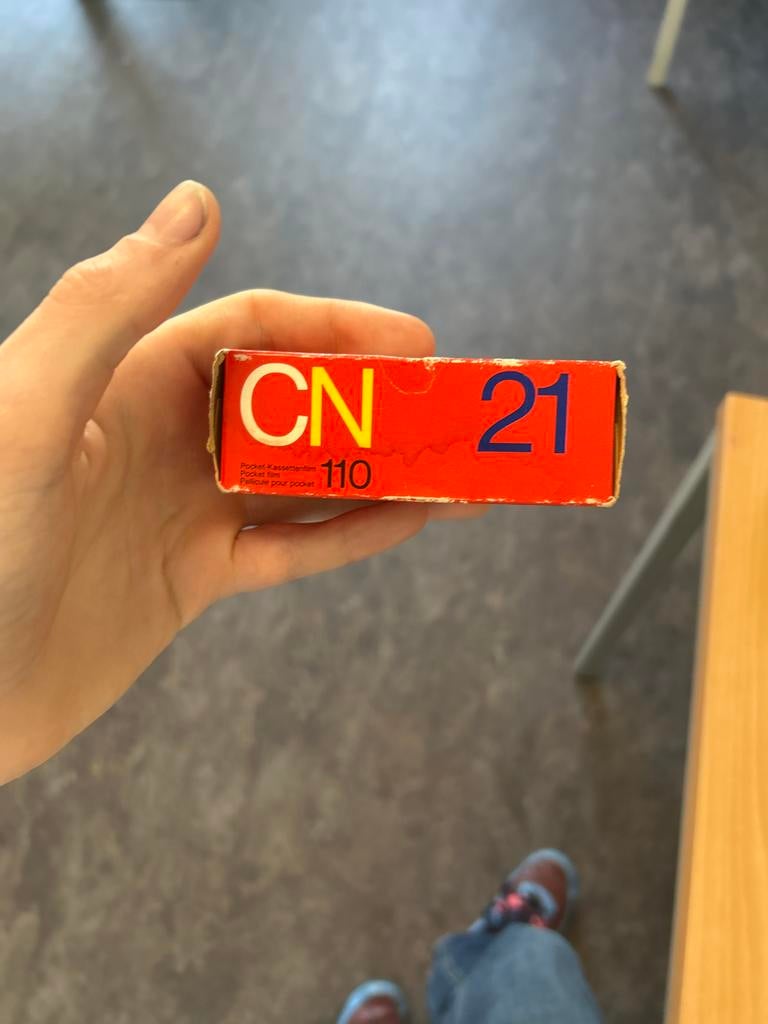 CN 21
Pocket-Kassettenfilm
Pocket film
Pellicule pour pocket
110